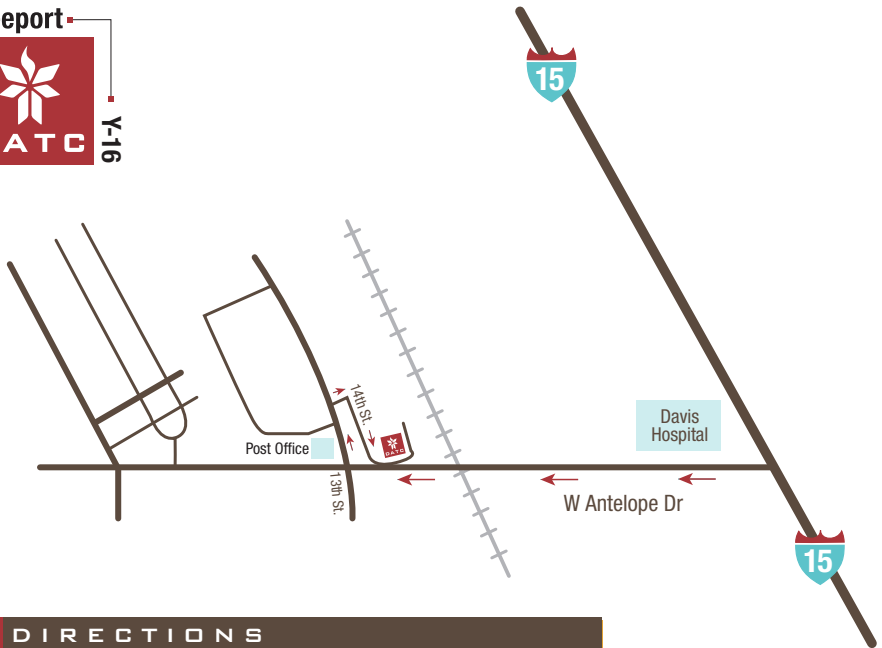 eport
ATC
Y-16
15
Davis
Hospital
14th St.
Post Office
DATC
13th St.
W Antelope Dr
15
DIRECTIONS